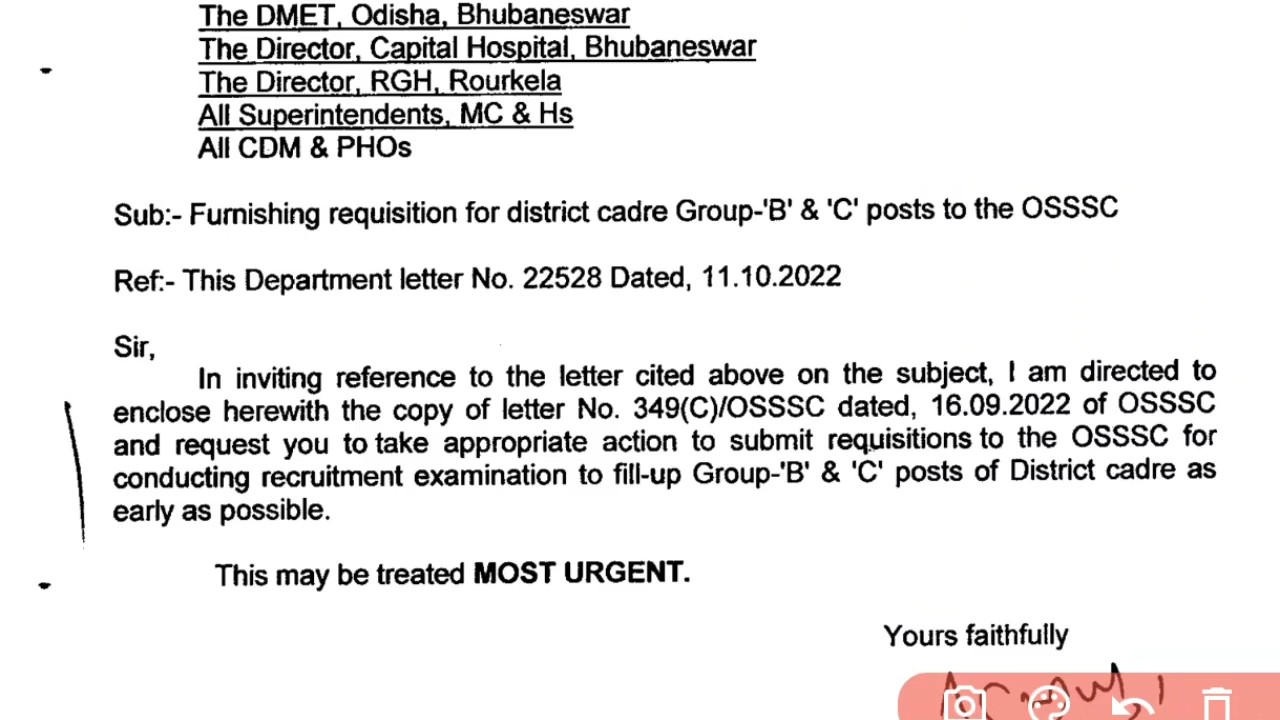 The DMET, Odisha, Bhubaneswar
The Director, Capital Hospital, Bhubaneswar
The Director, RGH, Rourkela
All Superintendents, MC & Hs
All CDM & PHOs
Sub:- Furnishing requisition for district cadre Group-'B' & 'C' posts to the OSSSC
Ref:- This Department letter No. 22528 Dated, 11.10.2022
Sir,
In inviting reference to the letter cited above on the subject, I am directed to
enclose herewith the copy of letter No. 349(C)/OSSSC dated, 16.09.2022 of OSSSC
and request you to take appropriate action to submit requisitions to the OSSSC for
conducting recruitment examination to fill-up Group-'B' & 'C' posts of District cadre as
early as possible.
This may be treated MOST URGENT.
Yours faithfully